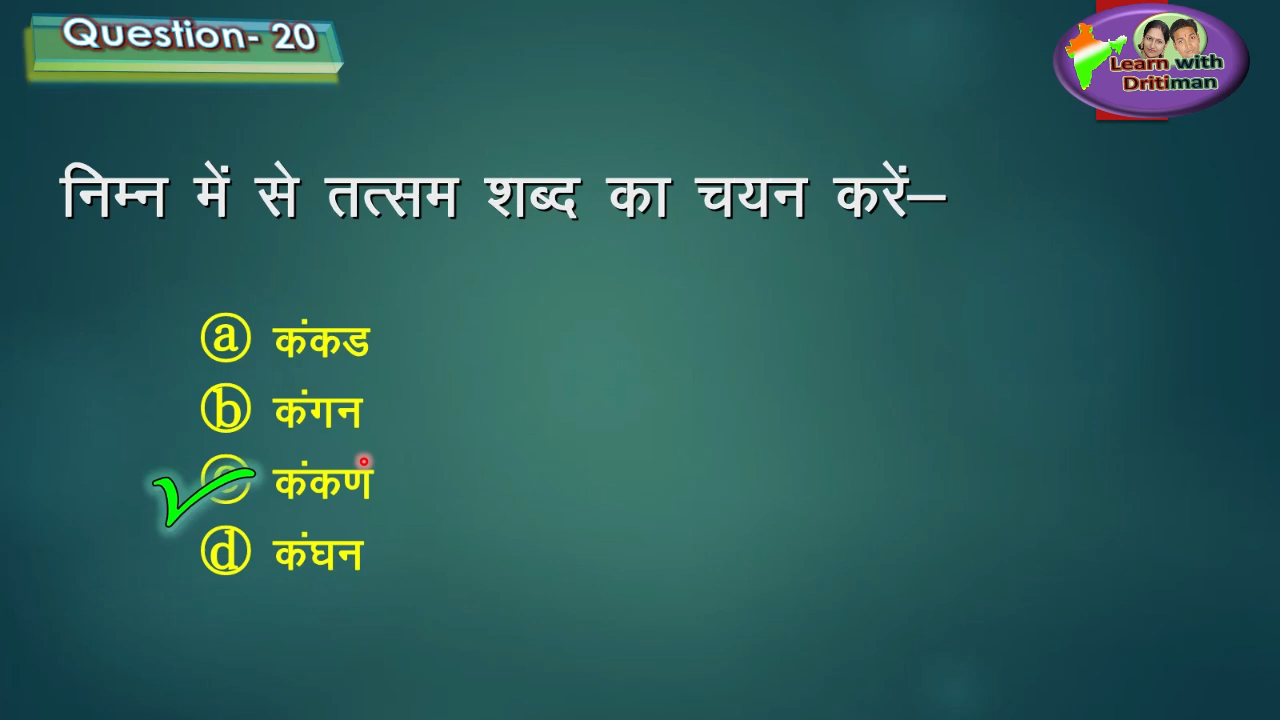 Question- 20
Learn with
Dritiman
निम्न में से तत्सम शब्द का चयन करें–
ⓐ कंकड
ⓑ कंगन
ⓒ कंकण
ⓓ कंघन